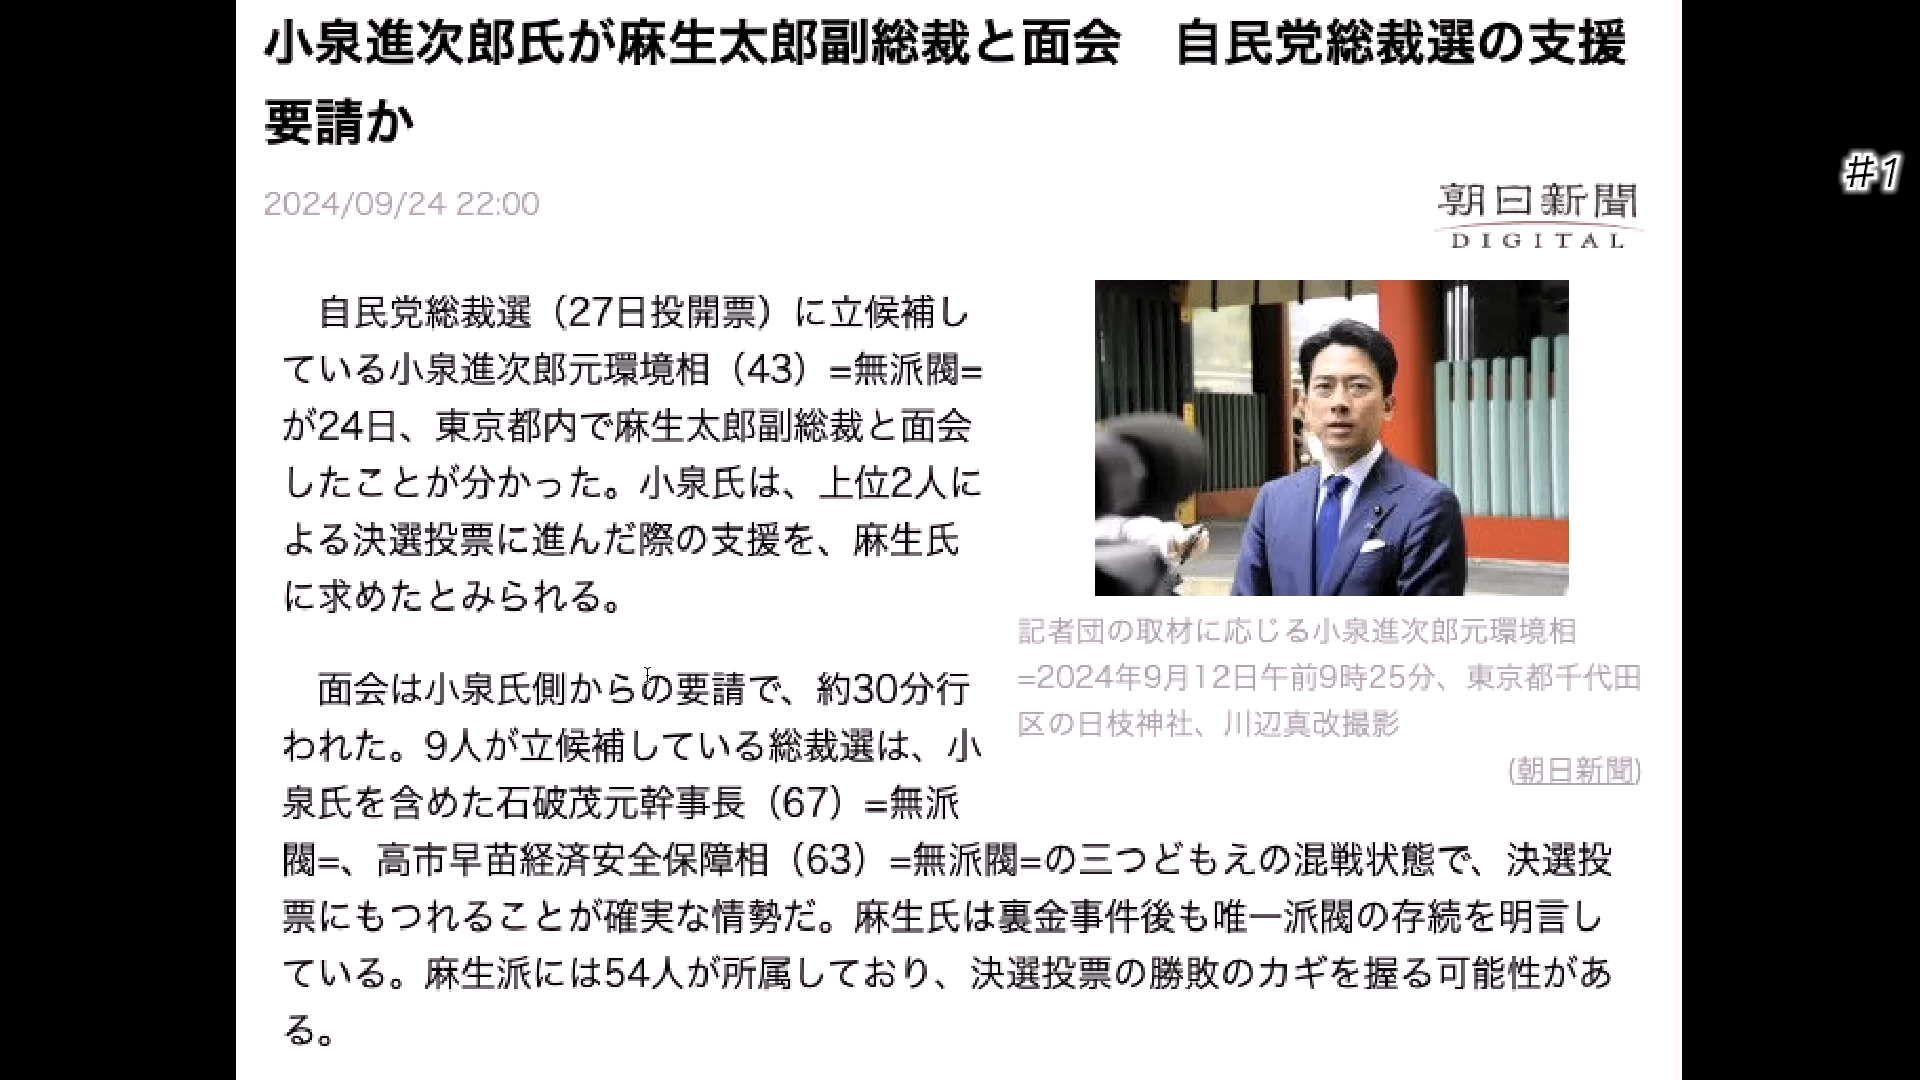 小泉進次郎氏が麻生太郎副総裁と面会　自民党総裁選の支援
要請か
#1
2024/09/24 22:00
朝日新聞
DIGITAL
自民党総裁選（27日投開票）に立候補し
ている小泉進次郎元環境相（43）=無派閥=
が24日、東京都内で麻生太郎副総裁と面会
したことが分かった。小泉氏は、上位2人に
よる決選投票に進んだ際の支援を、麻生氏
に求めたとみられる。
面会は小泉氏側からの要請で、約30分行
われた。9人が立候補している総裁選は、小
泉氏を含めた石破茂元幹事長（67）=無派
閥=、高市早苗経済安全保障相（63）=無派閥=の三つどもえの混戦状態で、決選投
票にもつれることが確実な情勢だ。麻生氏は裏金事件後も唯一派閥の存続を明言し
ている。麻生派には54人が所属しており、決選投票の勝敗のカギを握る可能性があ
る。
記者団の取材に応じる小泉進次郎元環境相
=2024年9月12日午前9時25分、東京都千代田
区の日枝神社、川辺真改撮影
(朝日新聞)